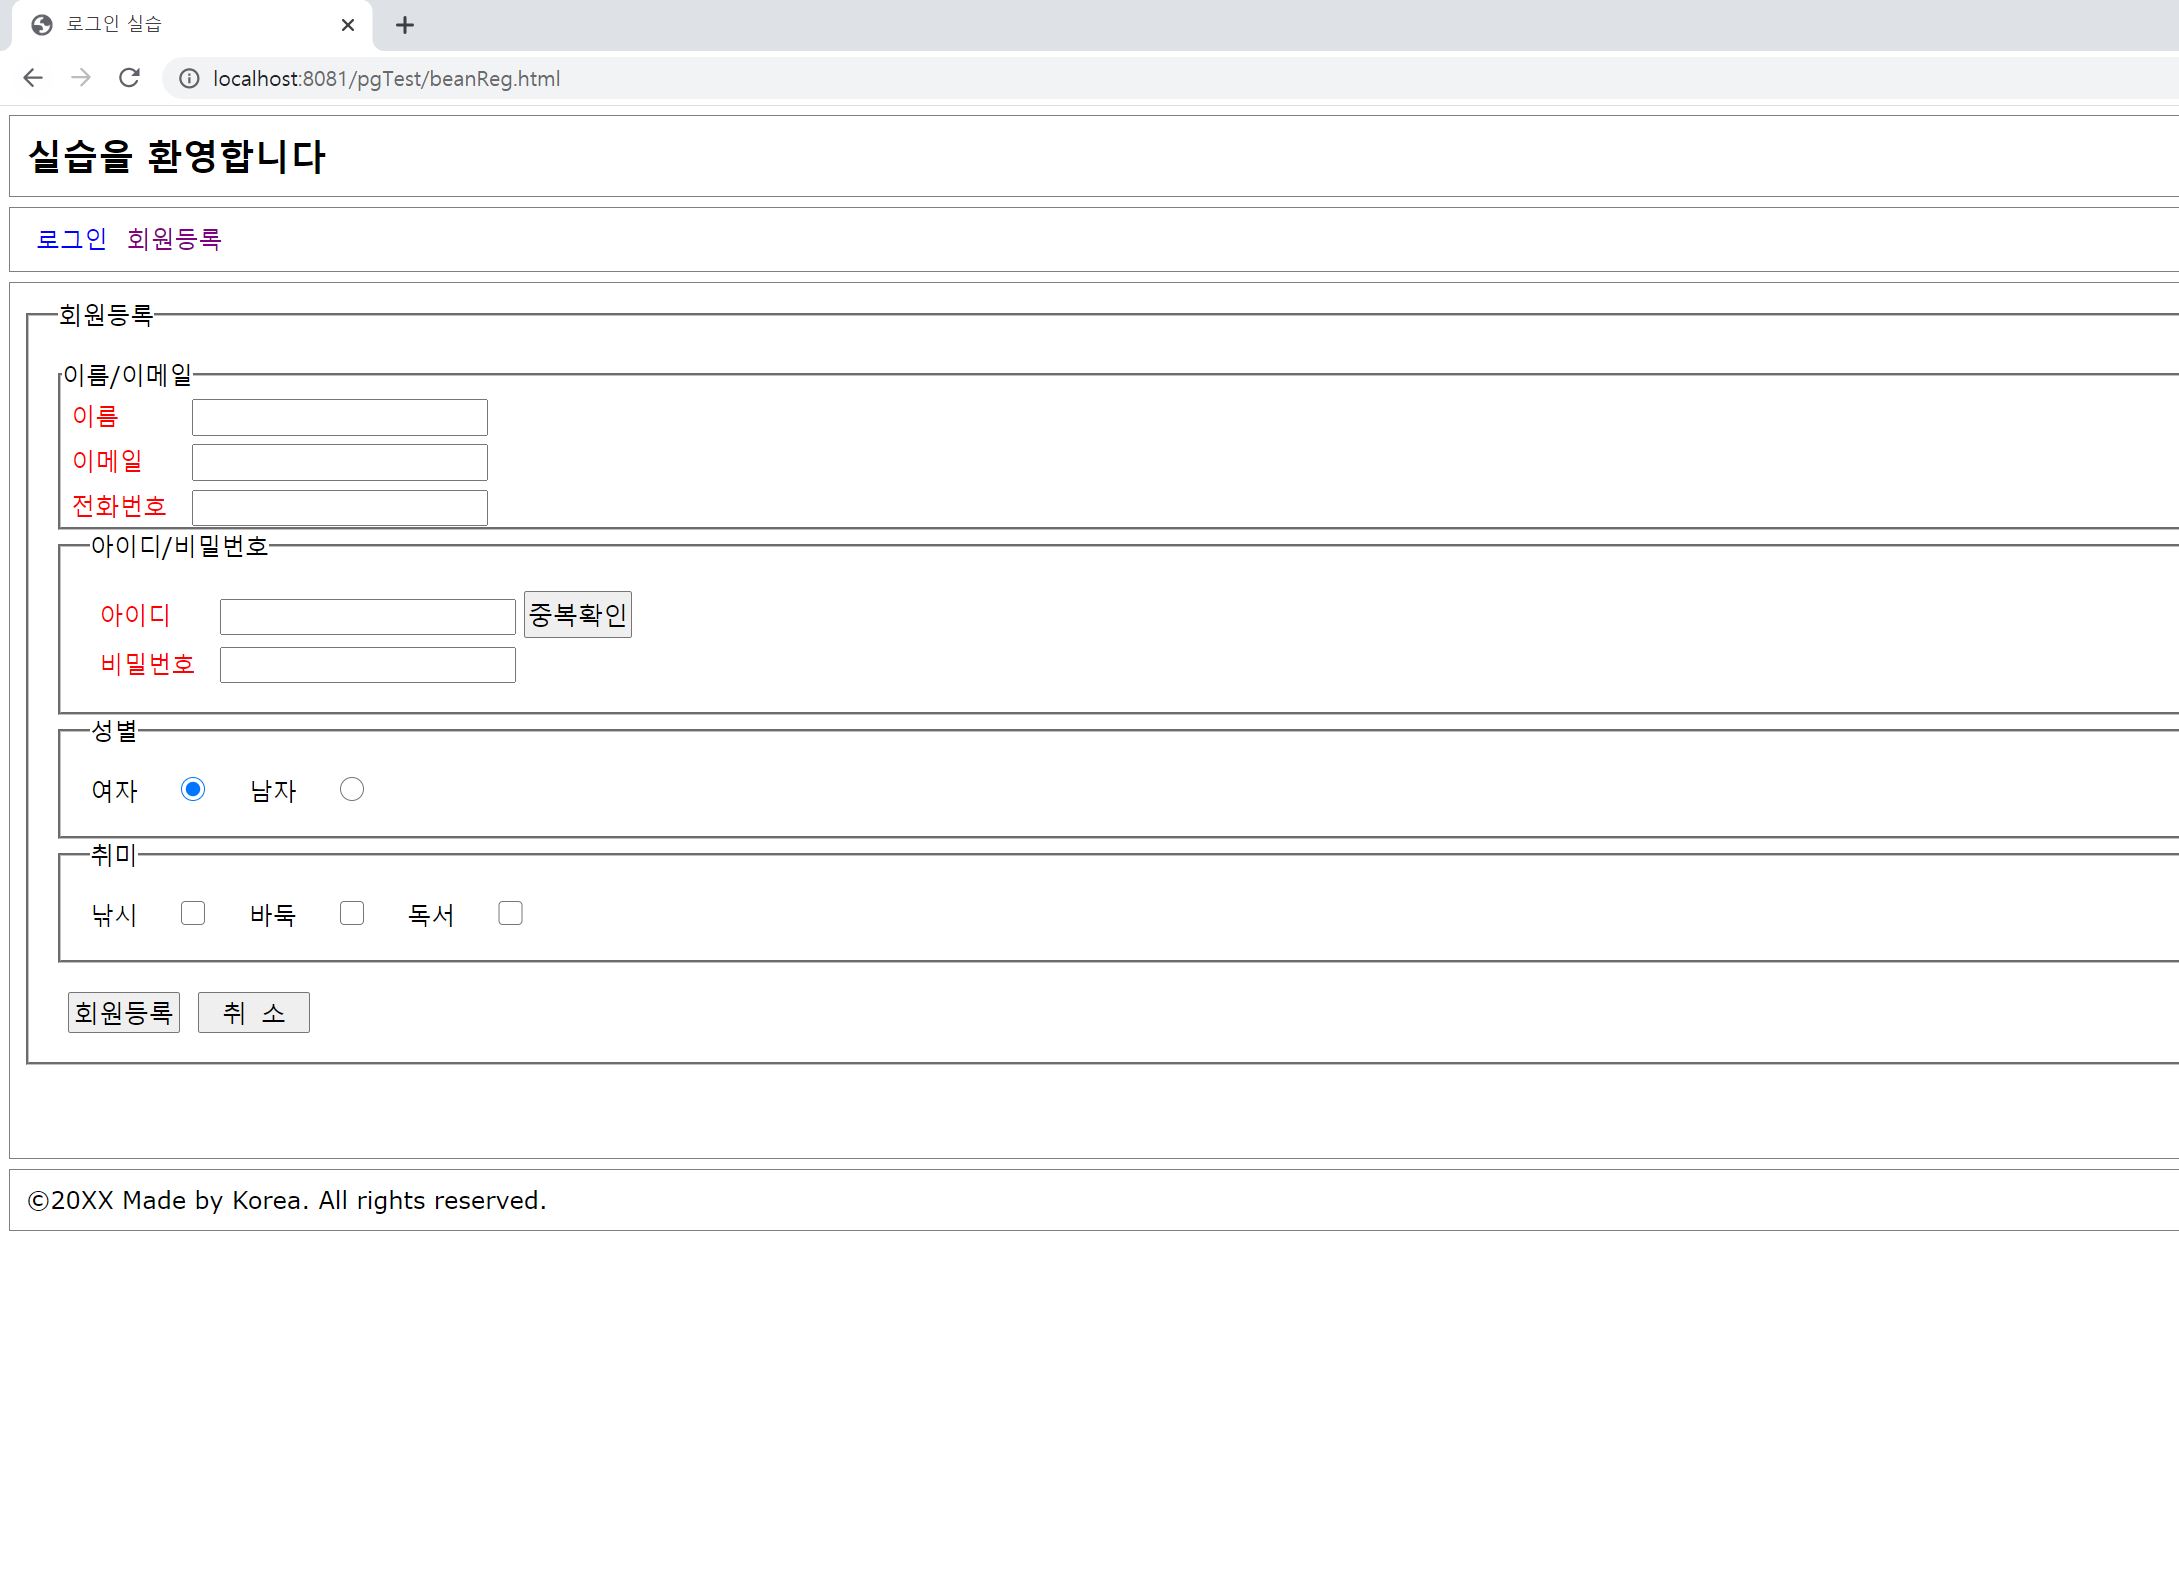 로그인 실습
localhost:8081/pgTest/beanReg.html
실습을 환영합니다
로그인 회원등록
회원등록
이름/이메일
이름
이메일
전화번호
아이디/비밀번호
아이디 중복확인
비밀번호
성별
여자 남자
취미
낚시 바둑 독서
회원등록 취 소
©20XX Made by Korea. All rights reserved.